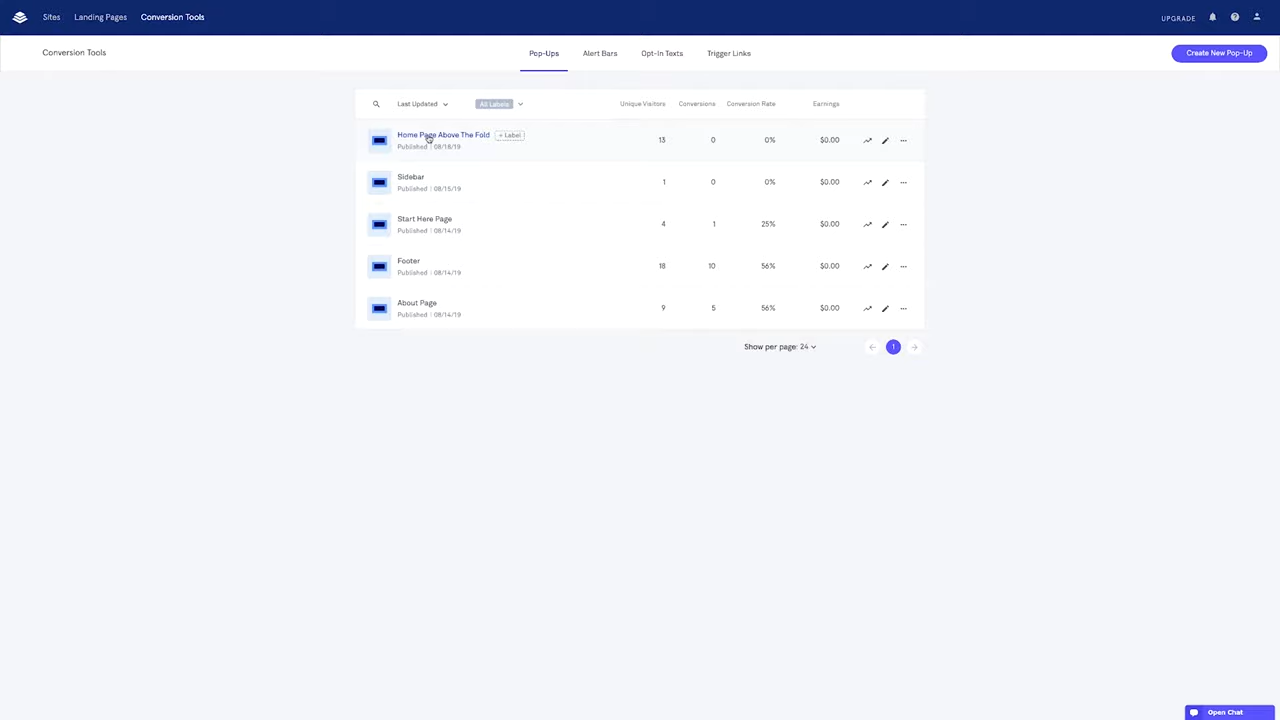 Sites Landing Pages Conversion Tools UPGRADE
Conversion Tools Pop-Ups Alert Bars Opt-In Texts Trigger Links Create New Pop-Up
Last Updated All Labels Unique Visitors Conversions Conversion Rate Earnings
Home Page Above The Fold + Label
Published | 08/18/19 13 0 0% $0.00
Sidebar
Published | 08/15/19 1 0 0% $0.00
Start Here Page
Published | 08/14/19 4 1 25% $0.00
Footer
Published | 08/14/19 18 10 56% $0.00
About Page
Published | 08/14/19 9 5 56% $0.00
Show per page: 24 1
Open Chat